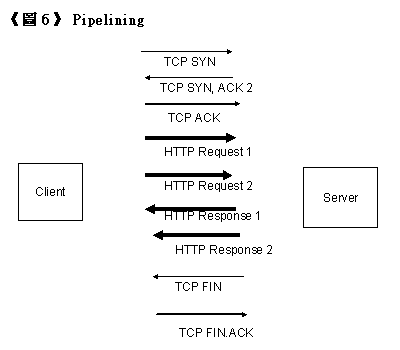 《圖 6》 Pipelining
TCP SYN
TCP SYN, ACK 2
TCP ACK
HTTP Request 1
Client
HTTP Request 2
Server
HTTP Response 1
HTTP Response 2
TCP FIN
TCP FIN.ACK